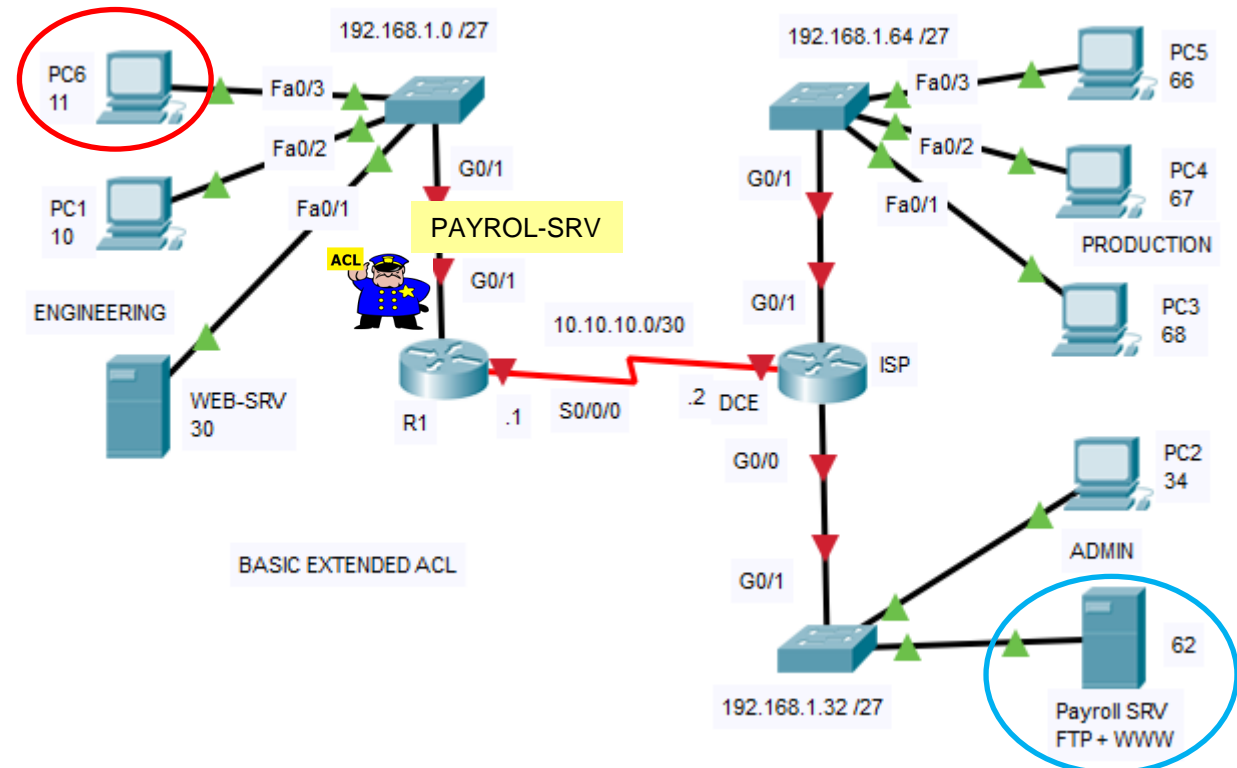 192.168.1.0 /27
PC6
11
Fa0/3
Fa0/2
PC1
10
Fa0/1
G0/1
PAYROL-SRV
ACL
G0/1
ENGINEERING
WEB-SRV
30
R1
.1
S0/0/0
10.10.10.0/30
.2
DCE
ISP
192.168.1.64 /27
PC5
66
Fa0/3
Fa0/2
PC4
67
G0/1
Fa0/1
PRODUCTION
G0/1
PC3
68
G0/0
PC2
34
ADMIN
G0/1
62
192.168.1.32 /27
Payroll SRV
FTP + WWW
BASIC EXTENDED ACL